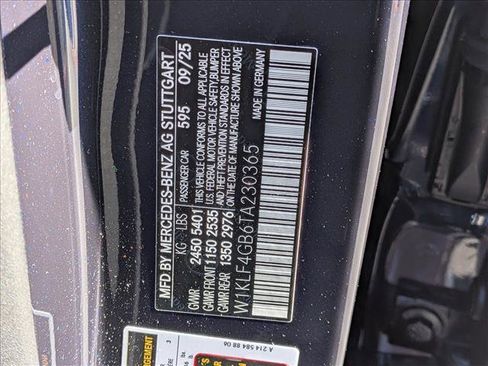 MFD BY MERCEDES-BENZ AG STUTTGART
PASSENGER CAR 595 09/25
KG LBS
GVWR: 2450 5401
GAWR FRONT 1150 2535
GAWR REAR 1350 2976
THIS VEHICLE CONFORMS TO ALL APPLICABLE
U.S. FEDERAL MOTOR VEHICLE SAFETY, BUMPER
AND THEFT PREVENTION STANDARDS IN EFFECT
ON THE DATE OF MANUFACTURE SHOWN ABOVE
W1KLF4GB6TA230365 MADE IN GERMANY
A 214 584 88 06